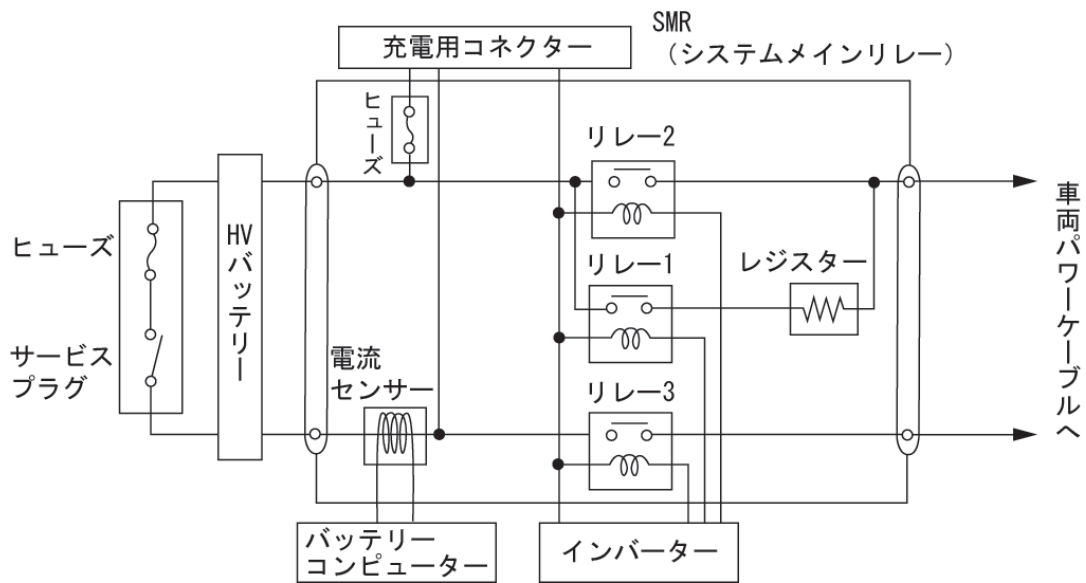 充電用コネクター
SMR
（システムメインリレー）
ヒューズ
リレー2
ヒューズ
サービス
プラグ
HVバッテリー
リレー1
レジスター
車両パワーケーブルへ
電流
センサー
リレー3
バッテリー
コンピューター
インバーター